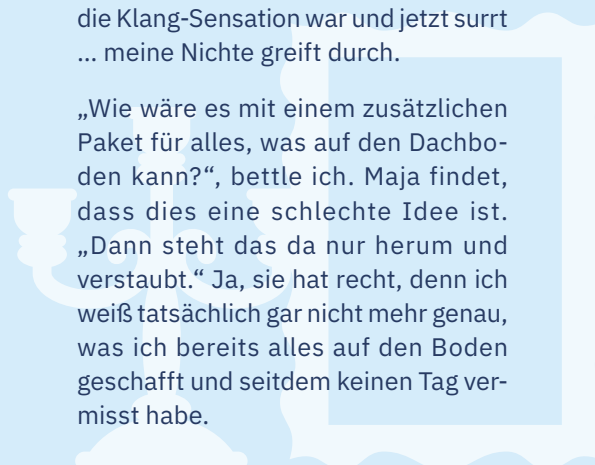 die Klang-Sensation war und jetzt surrt
... meine Nichte greift durch.
„Wie wäre es mit einem zusätzlichen
Paket für alles, was auf den Dachbo-
den kann?“, bettle ich. Maja findet,
dass dies eine schlechte Idee ist.
„Dann steht das da nur herum und
verstaubt.“ Ja, sie hat recht, denn ich
weiß tatsächlich gar nicht mehr genau,
was ich bereits alles auf den Boden
geschafft und seitdem keinen Tag ver-
misst habe.